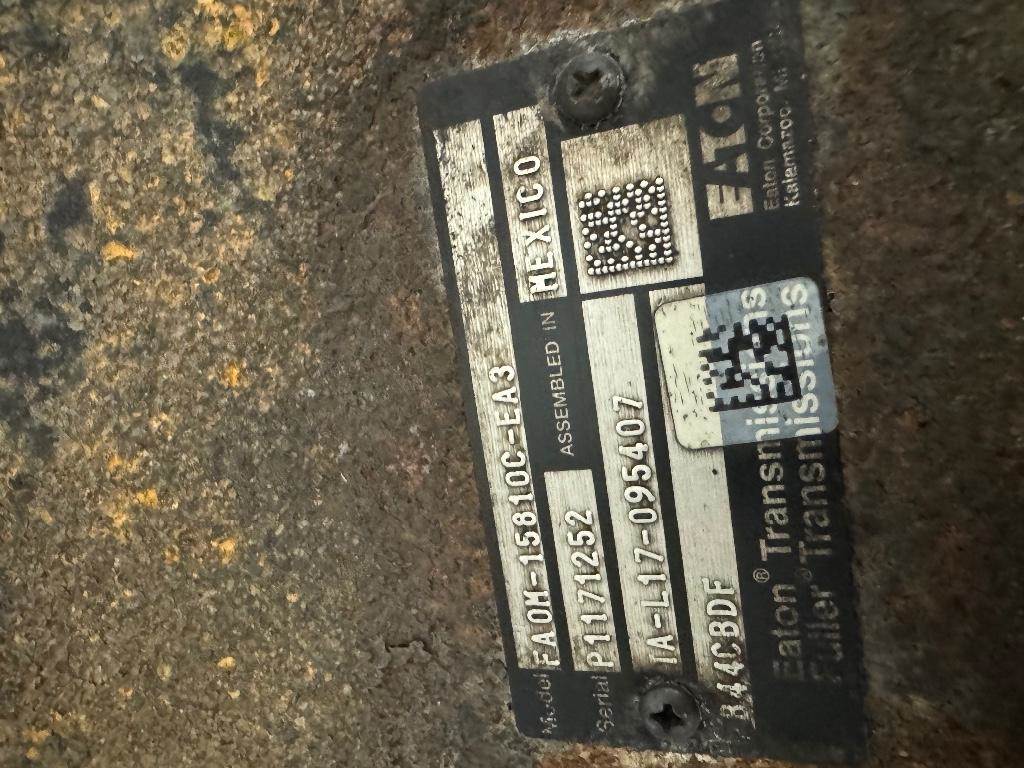 Model FAOM-15810C-EA3
Serial P1171252 ASSEMBLED IN MEXICO
IA-L17-095407
B44CBDF
Eaton® Transmissions
Fuller® Transmissions
EATON
Eaton Corporation
Kalamazoo,